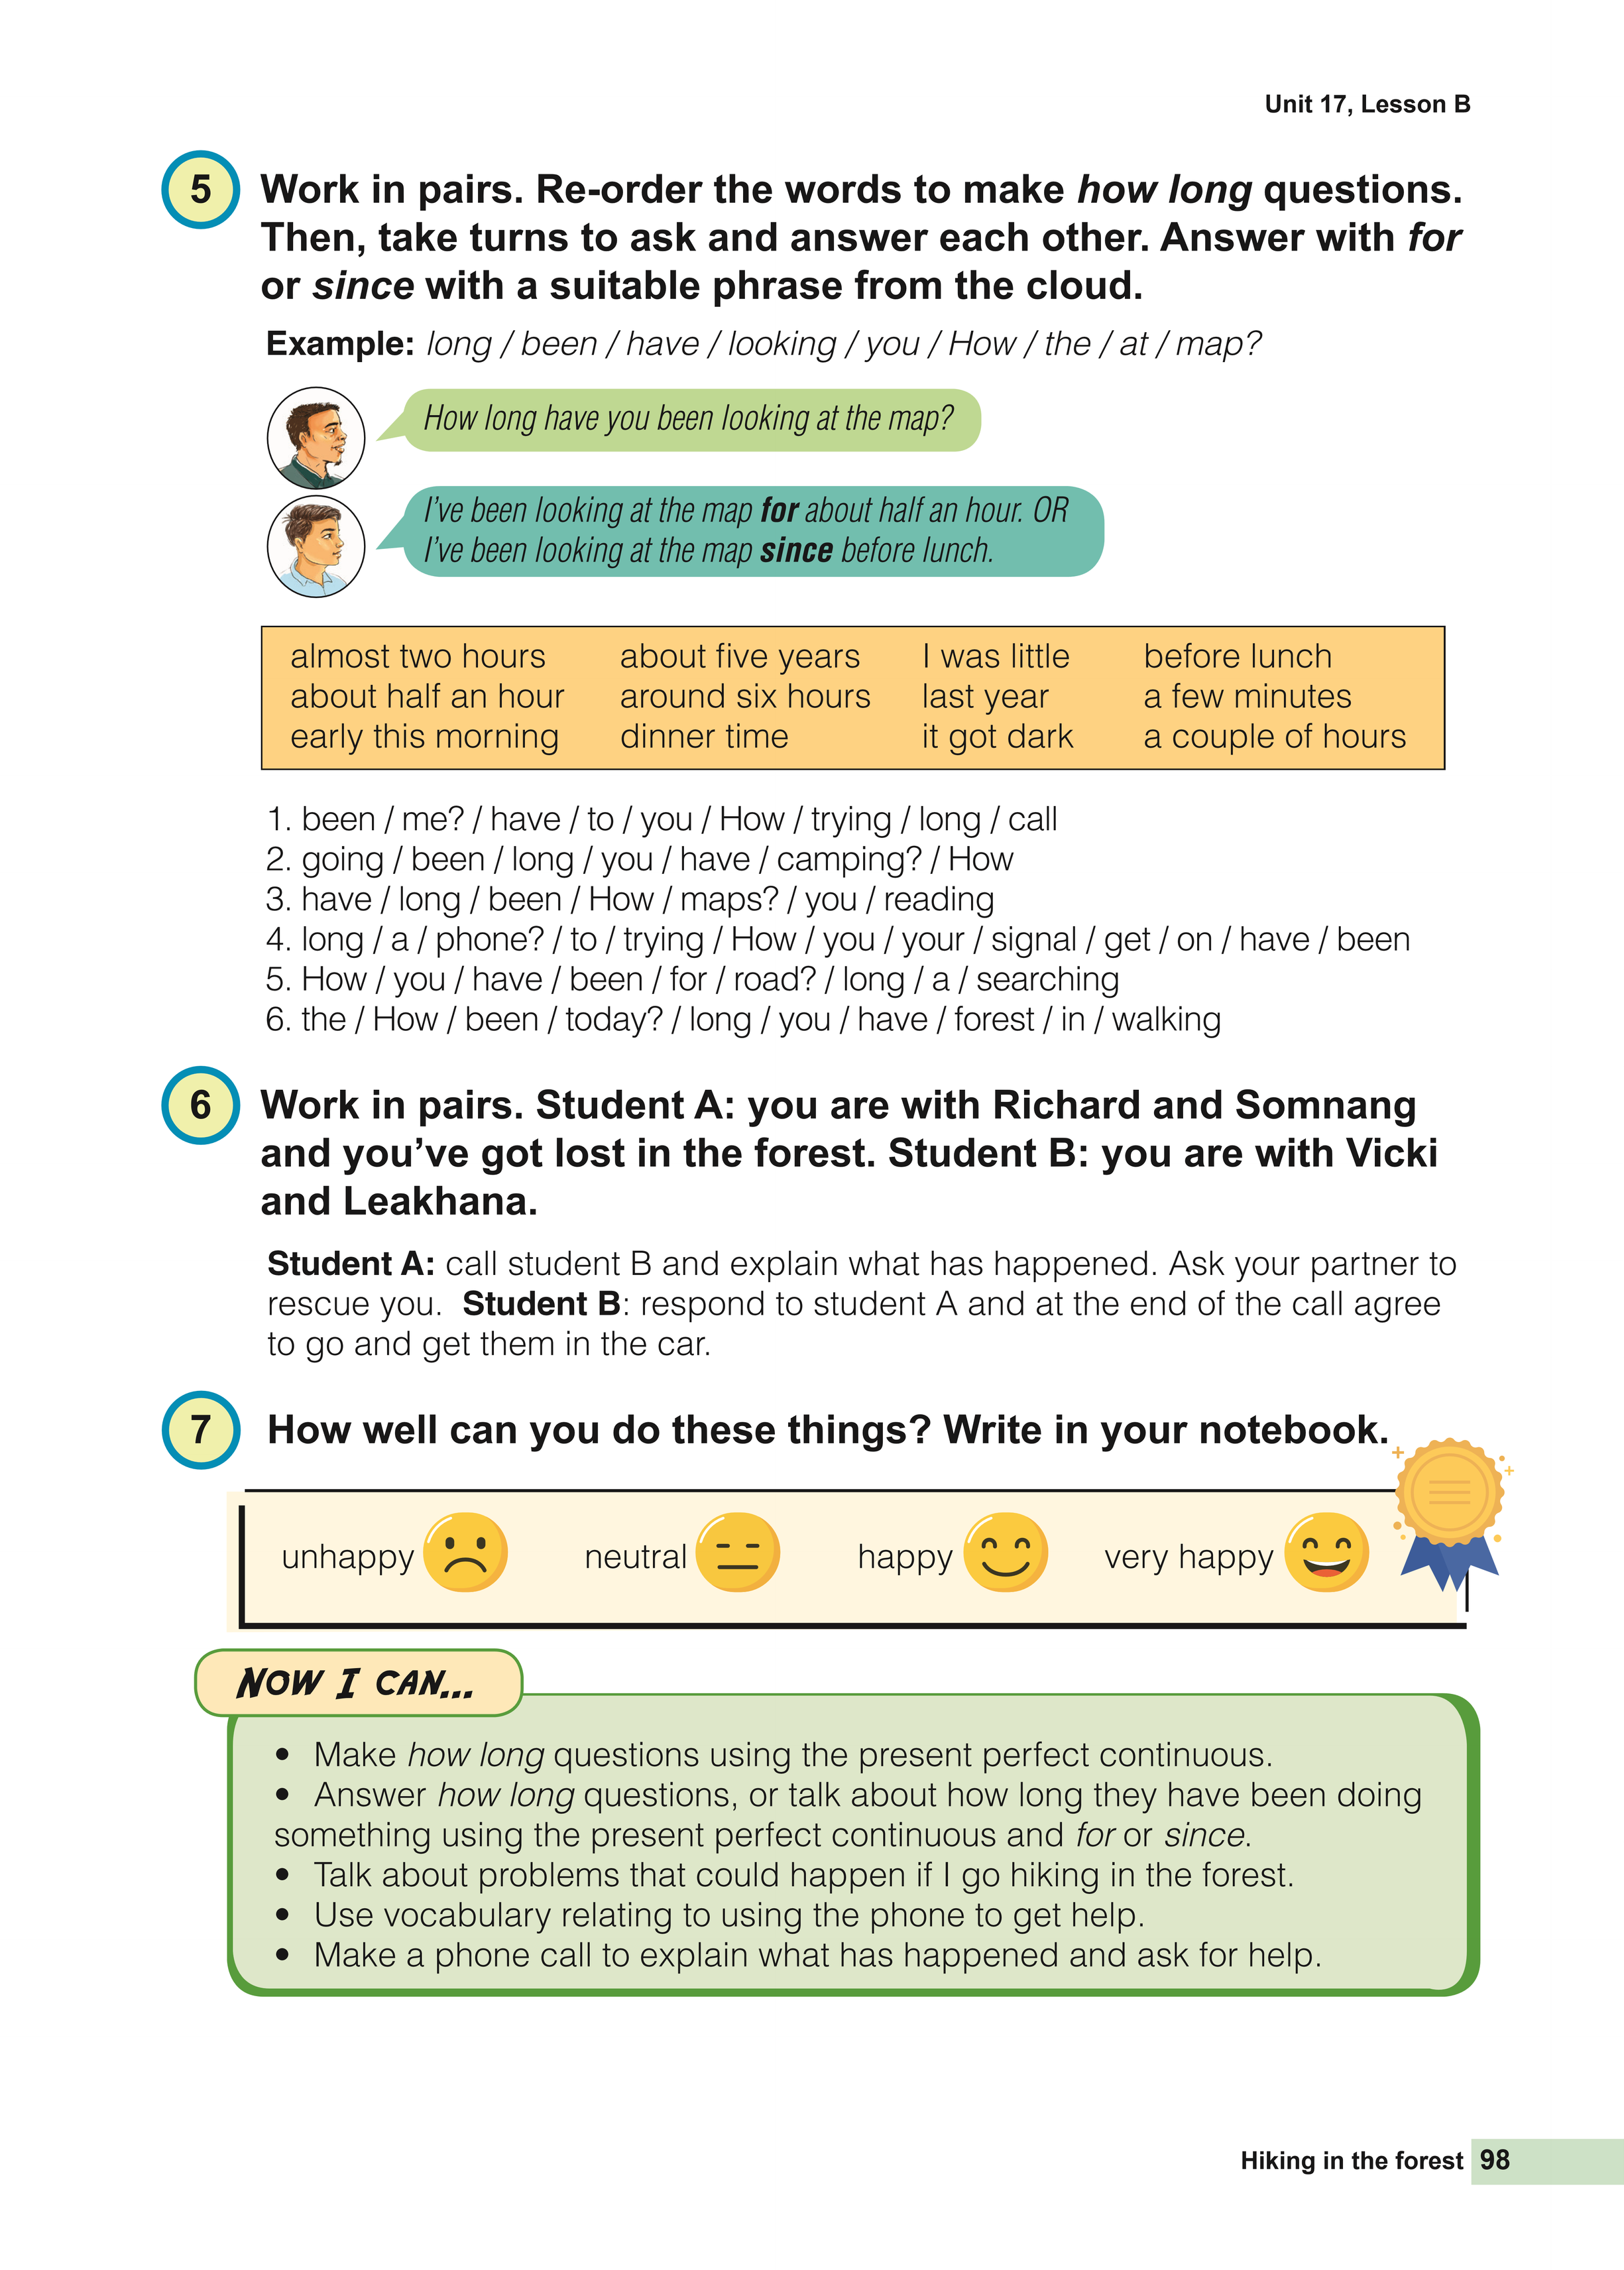 Unit 17, Lesson B
5
Work in pairs. Re-order the words to make how long questions.
Then, take turns to ask and answer each other. Answer with for
or since with a suitable phrase from the cloud.
Example: long / been / have / looking / you / How / the / at / map?
How long have you been looking at the map?
I've been looking at the map for about half an hour. OR
I've been looking at the map since before lunch.
almost two hours about five years I was little before lunch
about half an hour around six hours last year a few minutes
early this morning dinner time it got dark a couple of hours
1. been / me? / have / to / you / How / trying / long / call
2. going / been / long / you / have / camping? / How
3. have / long / been / How / maps? / you / reading
4. long / a / phone? / to / trying / How / you / your / signal / get / on / have / been
5. How / you / have / been / for / road? / long / a / searching
6. the / How / been / today? / long / you / have / forest / in / walking
6
Work in pairs. Student A: you are with Richard and Somnang
and you've got lost in the forest. Student B: you are with Vicki
and Leakhana.
Student A: call student B and explain what has happened. Ask your partner to
rescue you. Student B: respond to student A and at the end of the call agree
to go and get them in the car.
7
How well can you do these things? Write in your notebook.
unhappy neutral happy very happy
Now I can...
• Make how long questions using the present perfect continuous.
• Answer how long questions, or talk about how long they have been doing
something using the present perfect continuous and for or since.
• Talk about problems that could happen if I go hiking in the forest.
• Use vocabulary relating to using the phone to get help.
• Make a phone call to explain what has happened and ask for help.
Hiking in the forest 98